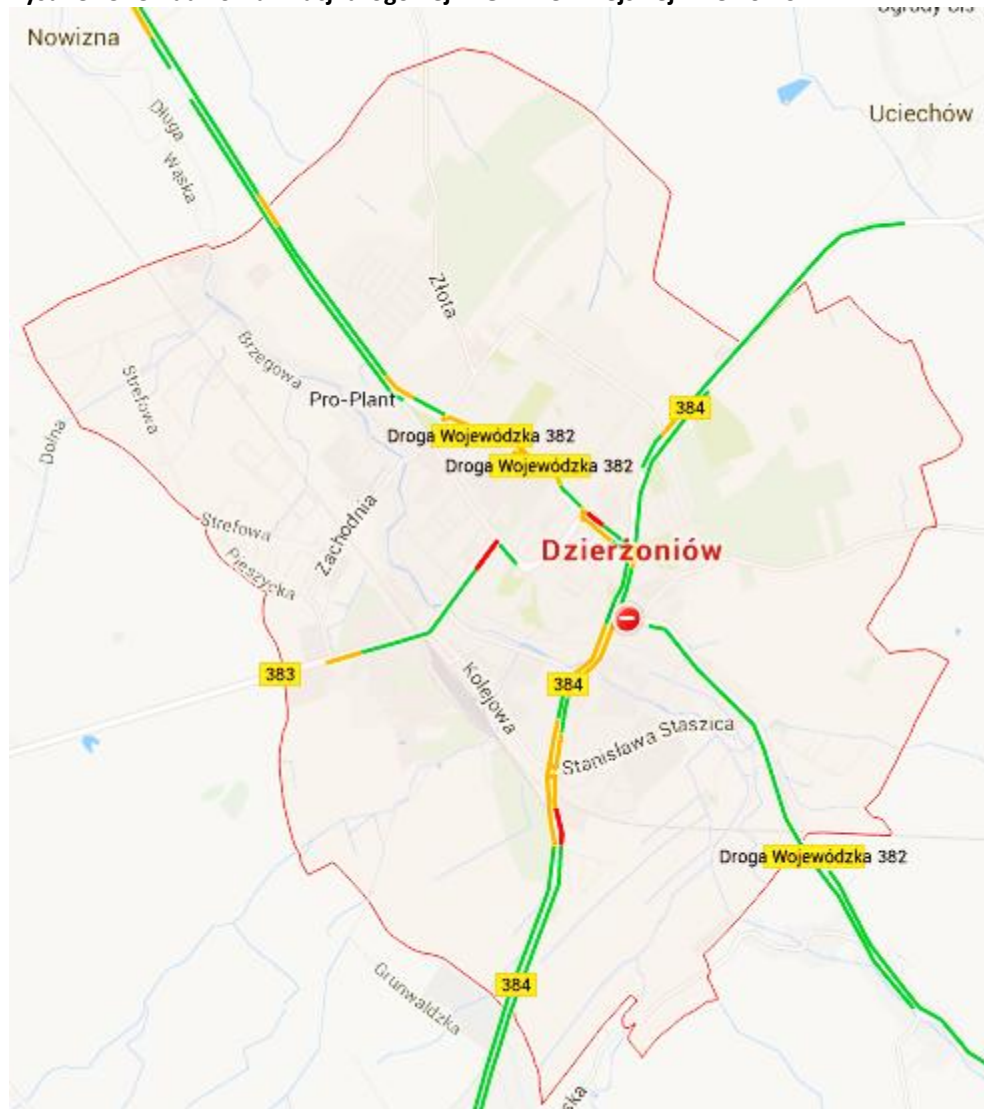 Nowizna
Uciechów
Długa
Wąska
Złota
Brzegowa
Strefowa
Dolna
Pro-Plant
384
Droga Wojewódzka 382
Droga Wojewódzka 382
Zachodnia
Strefowa
Pieszycka
Dzierżoniów
383
Kolejowa
384
Stanisława Staszica
Droga Wojewódzka 382
384
Grunwaldzka
ska